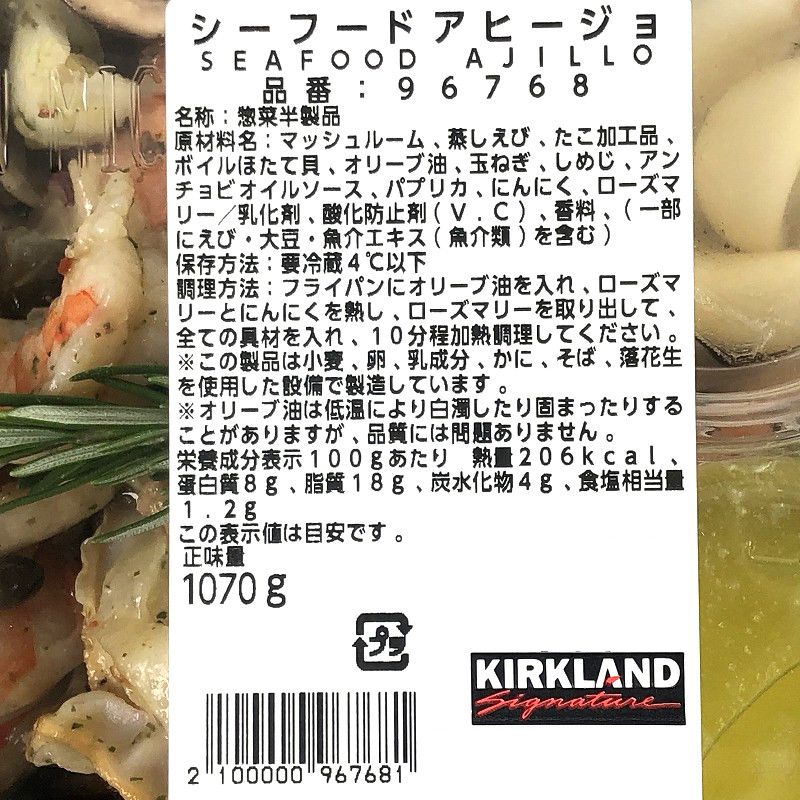 シーフードアヒージョ
SEAFOOD AJILLO
品番：96768
名称：惣菜半製品
原材料名：マッシュルーム、蒸しえび、たこ加工品、
ボイルほたて貝、オリーブ油、玉ねぎ、しめじ、アン
チョビオイルソース、パプリカ、にんにく、ローズマ
リー／乳化剤、酸化防止剤（V．C）、香料、（一部
にえび・大豆・魚介エキス（魚介類）を含む）
保存方法：要冷蔵4℃以下
調理方法：フライパンにオリーブ油を入れ、ローズマ
リーとにんにくを熱し、ローズマリーを取り出して、
全ての具材を入れ、10分程加熱調理してください。
※この製品は小麦、卵、乳成分、かに、そば、落花生
を使用した設備で製造しています。
※オリーブ油は低温により白濁したり固まったりする
ことがありますが、品質には問題ありません。
栄養成分表示100gあたり 熱量206kcal、
蛋白質8g、脂質18g、炭水化物4g、食塩相当量
1.2g
この表示値は目安です。
正味量
1070g
プラ
KIRKLAND
Signature
2 100000 967681